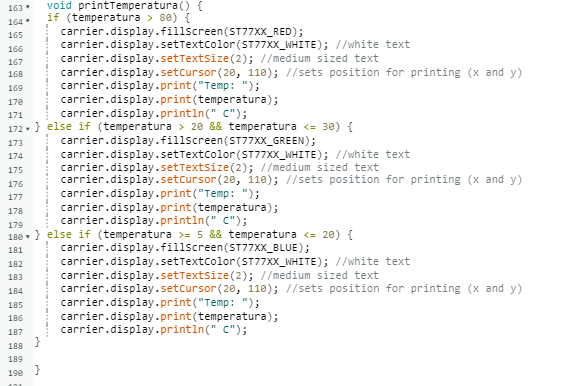 163 void printTemperatura() {
164 if (temperatura > 80) {
165 carrier.display.fillScreen(ST77XX_RED);
166 carrier.display.setTextColor(ST77XX_WHITE); //white text
167 carrier.display.setTextSize(2); //medium sized text
168 carrier.display.setCursor(20, 110); //sets position for printing (x and y)
169 carrier.display.print("Temp: ");
170 carrier.display.print(temperatura);
171 carrier.display.println(" C");
172 } else if (temperatura > 20 && temperatura <= 30) {
173 carrier.display.fillScreen(ST77XX_GREEN);
174 carrier.display.setTextColor(ST77XX_WHITE); //white text
175 carrier.display.setTextSize(2); //medium sized text
176 carrier.display.setCursor(20, 110); //sets position for printing (x and y)
177 carrier.display.print("Temp: ");
178 carrier.display.print(temperatura);
179 carrier.display.println(" C");
180 } else if (temperatura >= 5 && temperatura <= 20) {
181 carrier.display.fillScreen(ST77XX_BLUE);
182 carrier.display.setTextColor(ST77XX_WHITE); //white text
183 carrier.display.setTextSize(2); //medium sized text
184 carrier.display.setCursor(20, 110); //sets position for printing (x and y)
185 carrier.display.print("Temp: ");
186 carrier.display.print(temperatura);
187 carrier.display.println(" C");
188 }
189
190 }